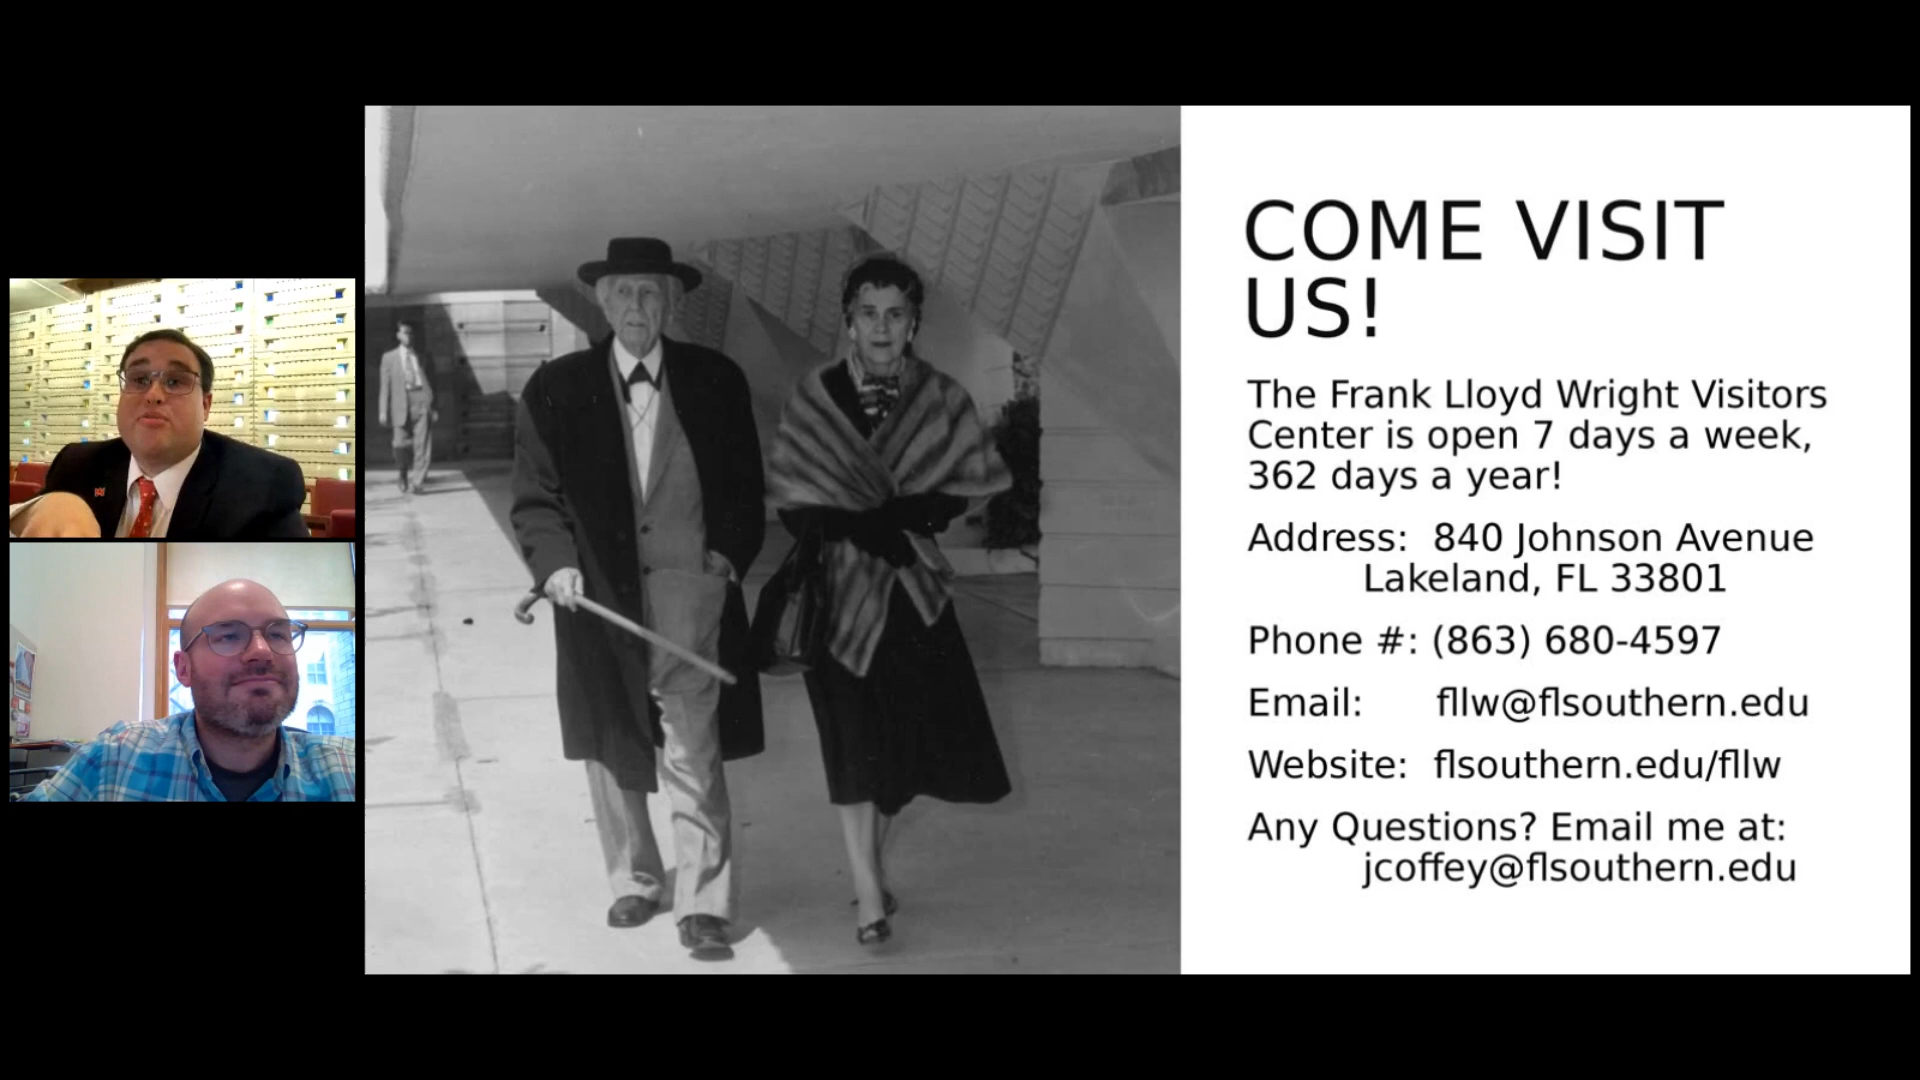 COME VISIT
US!
The Frank Lloyd Wright Visitors
Center is open 7 days a week,
362 days a year!
Address: 840 Johnson Avenue
Lakeland, FL 33801
Phone #: (863) 680-4597
Email: fllw@flsouthern.edu
Website: flsouthern.edu/fllw
Any Questions? Email me at:
jcoffey@flsouthern.edu